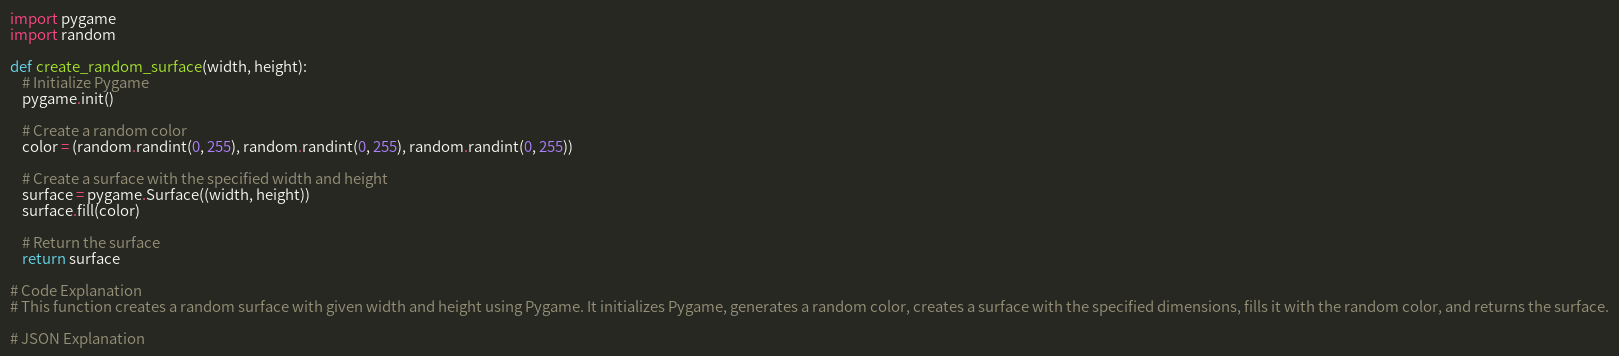 import pygame
import random
def create_random_surface(width, height):
# Initialize Pygame
pygame.init()
# Create a random color
color = (random.randint(0, 255), random.randint(0, 255), random.randint(0, 255))
# Create a surface with the specified width and height
surface = pygame.Surface((width, height))
surface.fill(color)
# Return the surface
return surface
# Code Explanation
# This function creates a random surface with given width and height using Pygame. It initializes Pygame, generates a random color, creates a surface with the specified dimensions, fills it with the random color, and returns the surface.
# JSON Explanation